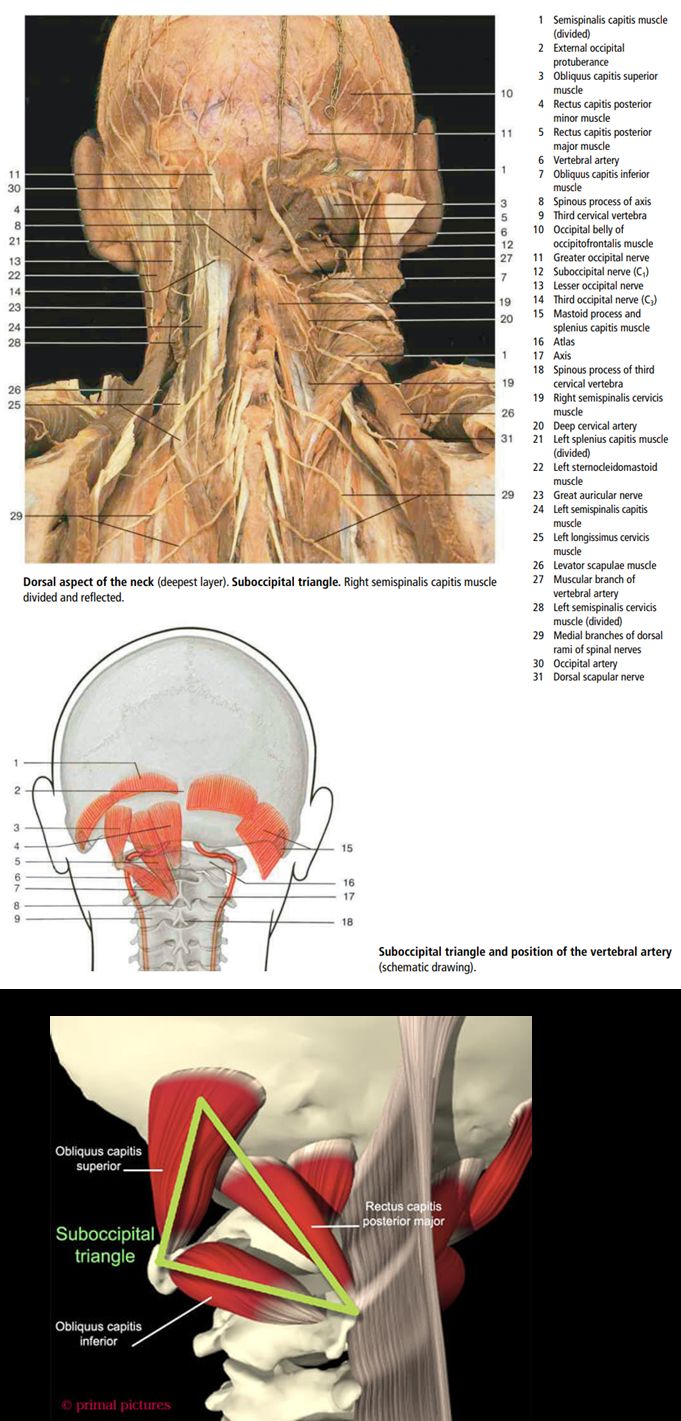 1 Semispinalis capitis muscle
(divided)
2 External occipital
protuberance
3 Obliquus capitis superior
muscle
4 Rectus capitis posterior
minor muscle
5 Rectus capitis posterior
major muscle
6 Vertebral artery
7 Obliquus capitis inferior
muscle
8 Spinous process of axis
9 Third cervical vertebra
10 Occipital belly of
occipitofrontalis muscle
11 Greater occipital nerve
12 Suboccipital nerve (C1)
13 Lesser occipital nerve
14 Third occipital nerve (C3)
15 Mastoid process and
splenius capitis muscle
16 Atlas
17 Axis
18 Spinous process of third
cervical vertebra
19 Right semispinalis cervicis
muscle
20 Deep cervical artery
21 Left splenius capitis muscle
(divided)
22 Left sternocleidomastoid
muscle
23 Great auricular nerve
24 Left semispinalis capitis
muscle
25 Left longissimus cervicis
muscle
26 Levator scapulae muscle
27 Muscular branch of
vertebral artery
28 Left semispinalis cervicis
muscle (divided)
29 Medial branches of dorsal
rami of spinal nerves
30 Occipital artery
31 Dorsal scapular nerve
11
30
4
8
21
13
22
14
23
24
28
26
25
29
10
11
1
3
5
6
12
27
7
19
20
1
19
26
31
29
Dorsal aspect of the neck (deepest layer). Suboccipital triangle. Right semispinalis capitis muscle
divided and reflected.
1
2
3
4
5
6
7
8
9
15
16
17
18
Suboccipital triangle and position of the vertebral artery
(schematic drawing).
Obliquus capitis
superior
Rectus capitis
posterior major
Suboccipital
triangle
Obliquus capitis
inferior
© primal pictures